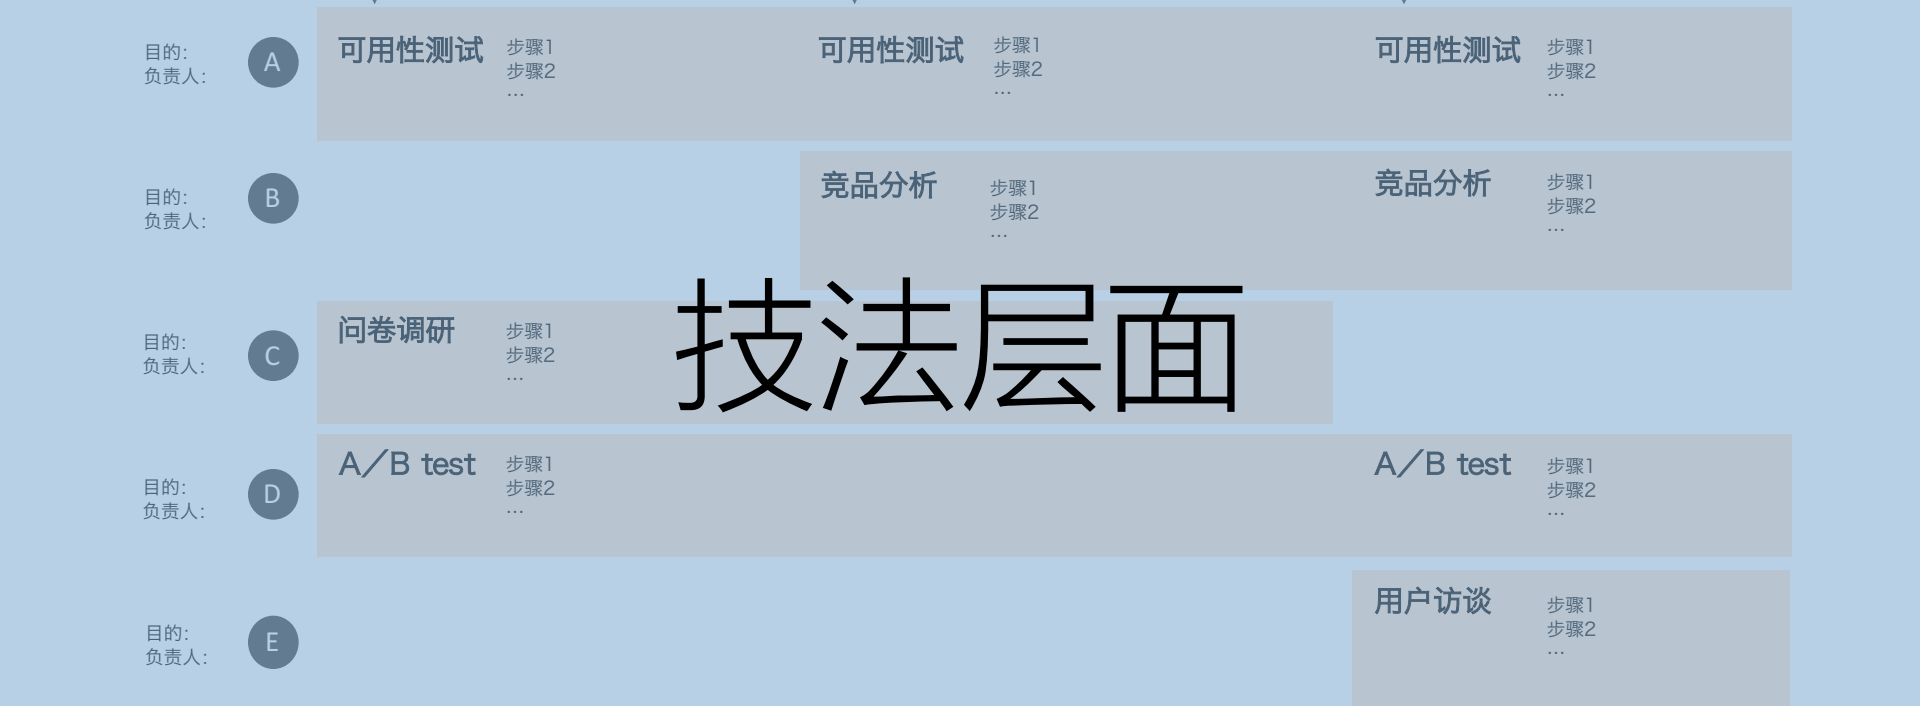 目的：
负责人：
A
可用性测试
步骤1
步骤2
...
可用性测试
步骤1
步骤2
...
可用性测试
步骤1
步骤2
...
目的：
负责人：
B
竞品分析
步骤1
步骤2
...
竞品分析
步骤1
步骤2
...
技法层面
目的：
负责人：
C
问卷调研
步骤1
步骤2
...
目的：
负责人：
D
A／B test
步骤1
步骤2
...
A／B test
步骤1
步骤2
...
目的：
负责人：
E
用户访谈
步骤1
步骤2
...